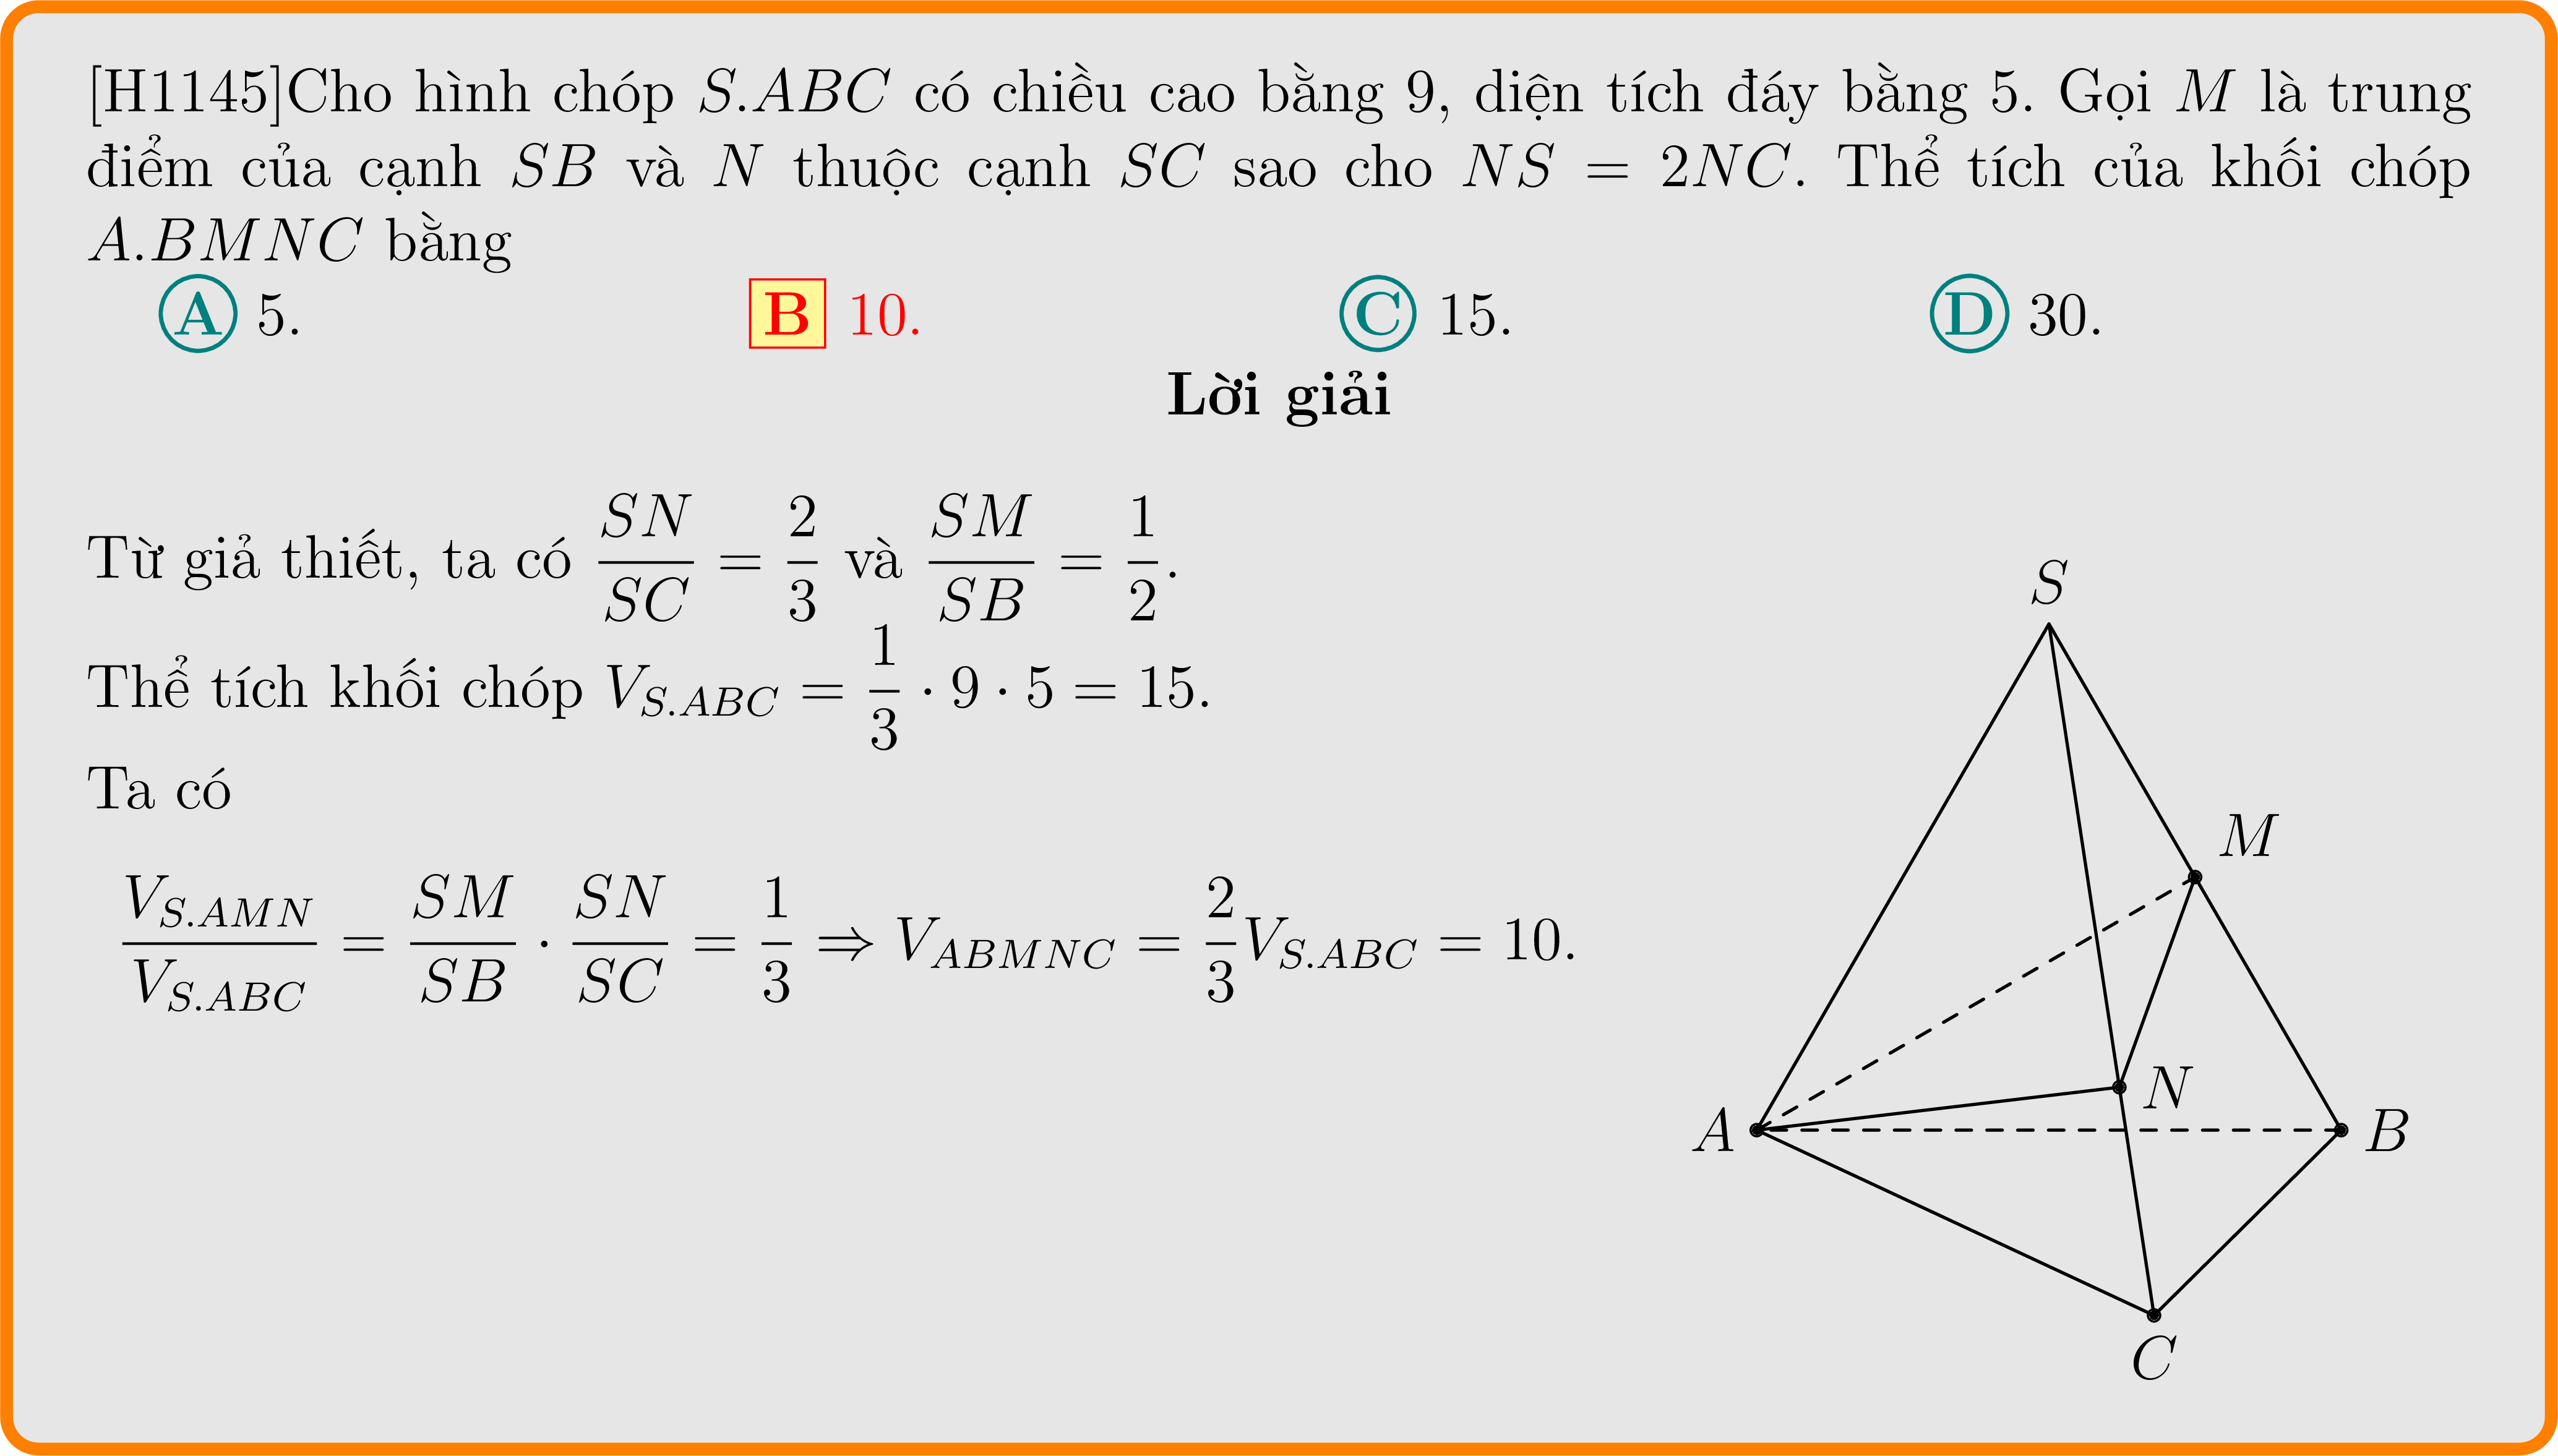 [H1145]Cho hình chóp S.ABC có chiều cao bằng 9, diện tích đáy bằng 5. Gọi M là trung
điểm của cạnh SB và N thuộc cạnh SC sao cho NS = 2NC. Thể tích của khối chóp
A.BMNC bằng
A 5. B 10. C 15. D 30.
Lời giải
Từ giả thiết, ta có \frac{SN}{SC} = \frac{2}{3} và \frac{SM}{SB} = \frac{1}{2}.
Thể tích khối chóp V_{S.ABC} = \frac{1}{3} · 9 · 5 = 15.
Ta có
\frac{V_{S.AMN}}{V_{S.ABC}} = \frac{SM}{SB} · \frac{SN}{SC} = \frac{1}{3} ⇒ V_{ABMNC} = \frac{2}{3}V_{S.ABC} = 10.
S
M
N
A
B
C